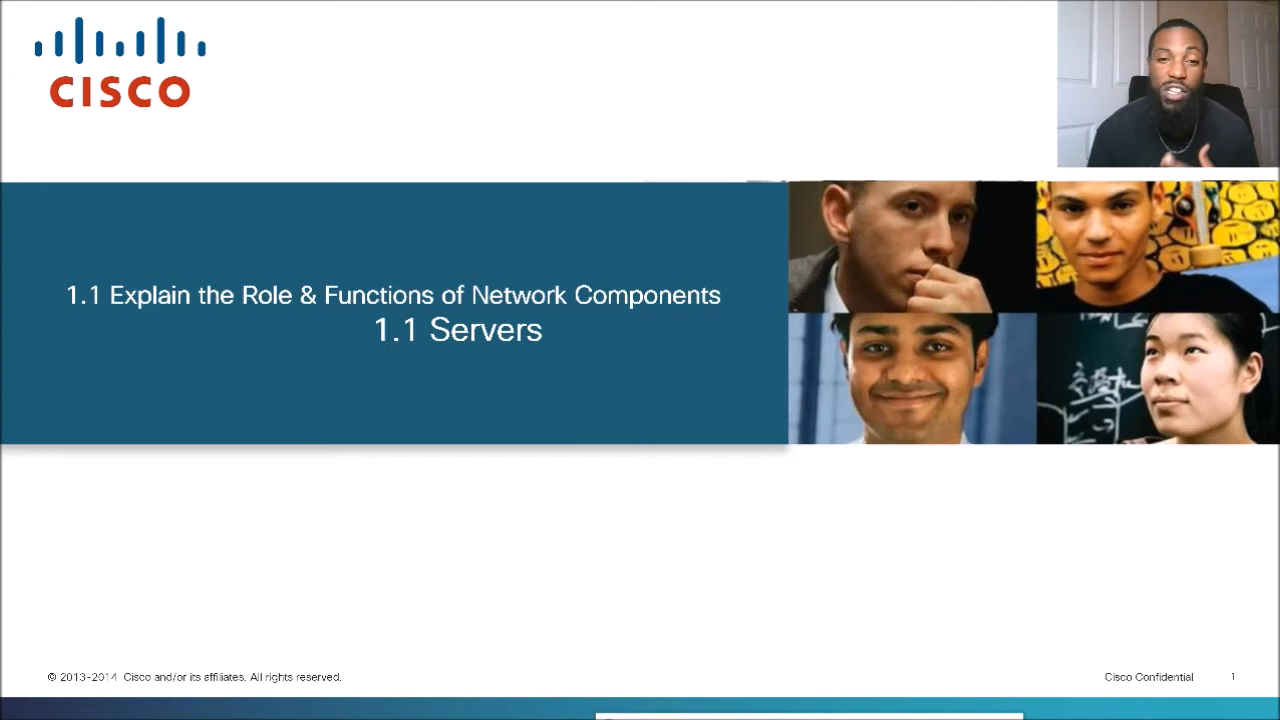 CISCO
1.1 Explain the Role & Functions of Network Components
1.1 Servers
© 2013-2014 Cisco and/or its affiliates. All rights reserved.
Cisco Confidential
1